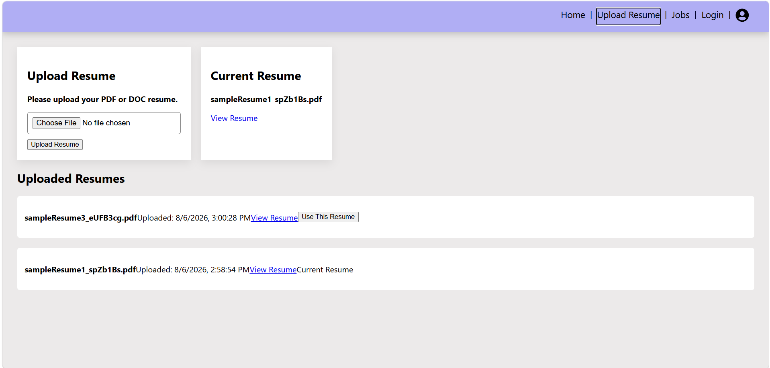 Home | Upload Resume | Jobs | Login |
Upload Resume
Please upload your PDF or DOC resume.
Choose File No file chosen
Upload Resume
Current Resume
sampleResume1_spZb1Bs.pdf
View Resume
Uploaded Resumes
sampleResume3_eUFB3cg.pdfUploaded: 8/6/2026, 3:00:28 PMView ResumeUse This Resume
sampleResume1_spZb1Bs.pdfUploaded: 8/6/2026, 2:58:54 PMView ResumeCurrent Resume